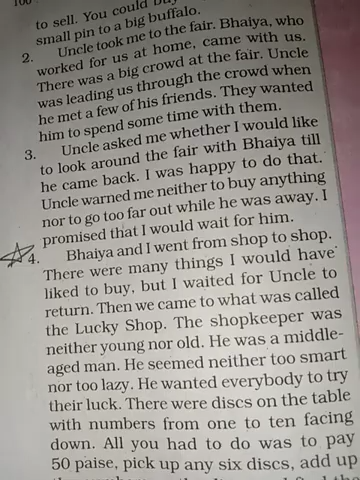 to sell. You could buy
small pin to a big buffalo.
2. Uncle took me to the fair. Bhaiya, who
worked for us at home, came with us.
There was a big crowd at the fair. Uncle
was leading us through the crowd when
he met a few of his friends. They wanted
him to spend some time with them.
3. Uncle asked me whether I would like
to look around the fair with Bhaiya till
he came back. I was happy to do that.
Uncle warned me neither to buy anything
nor to go too far out while he was away. I
promised that I would wait for him.
4. Bhaiya and I went from shop to shop.
There were many things I would have
liked to buy, but I waited for Uncle to
return. Then we came to what was called
the Lucky Shop. The shopkeeper was
neither young nor old. He was a middle-
aged man. He seemed neither too smart
nor too lazy. He wanted everybody to try
their luck. There were discs on the table
with numbers from one to ten facing
down. All you had to do was to pay
50 paise, pick up any six discs, add up